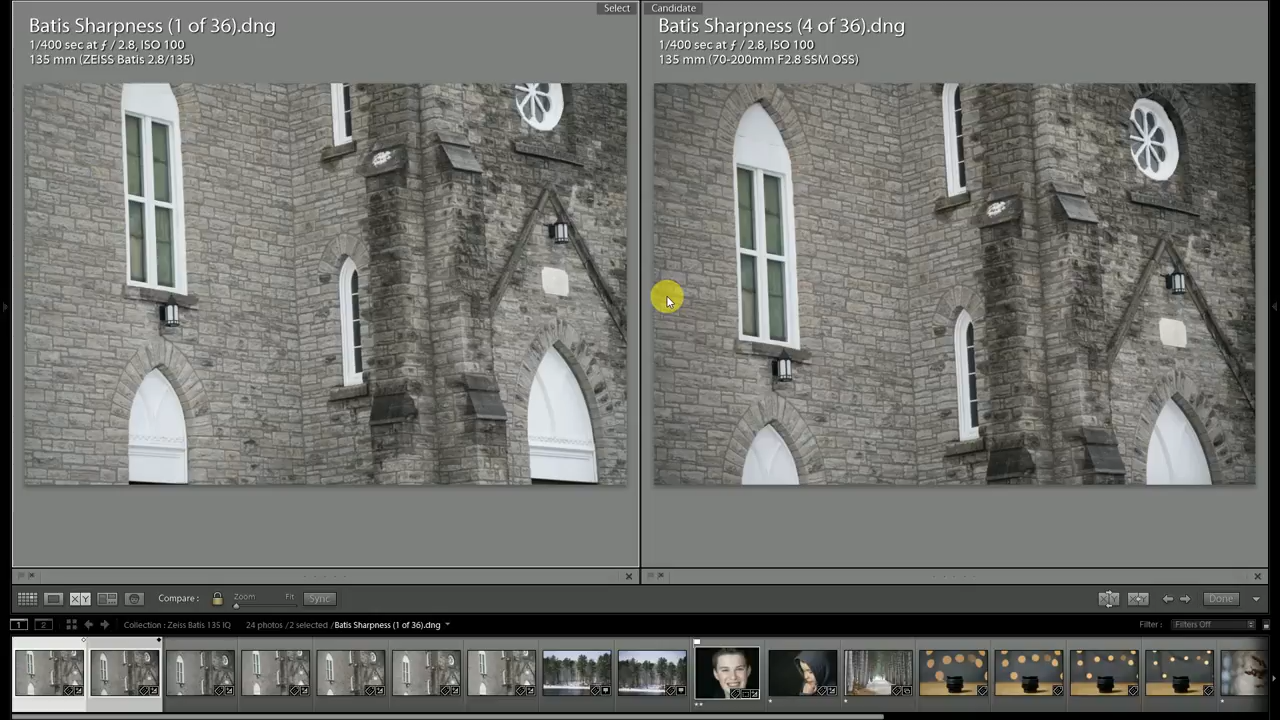 Select
Batis Sharpness (1 of 36).dng
1/400 sec at ƒ / 2.8, ISO 100
135 mm (ZEISS Batis 2.8/135)
Candidate
Batis Sharpness (4 of 36).dng
1/400 sec at ƒ / 2.8, ISO 100
135 mm (70-200mm F2.8 SSM OSS)
XY Compare : Zoom Fit Sync Done
1 2 Collection : Zeiss Batis 135 IQ 24 photos /2 selected /Batis Sharpness (1 of 36).dng Filter : Filters Off